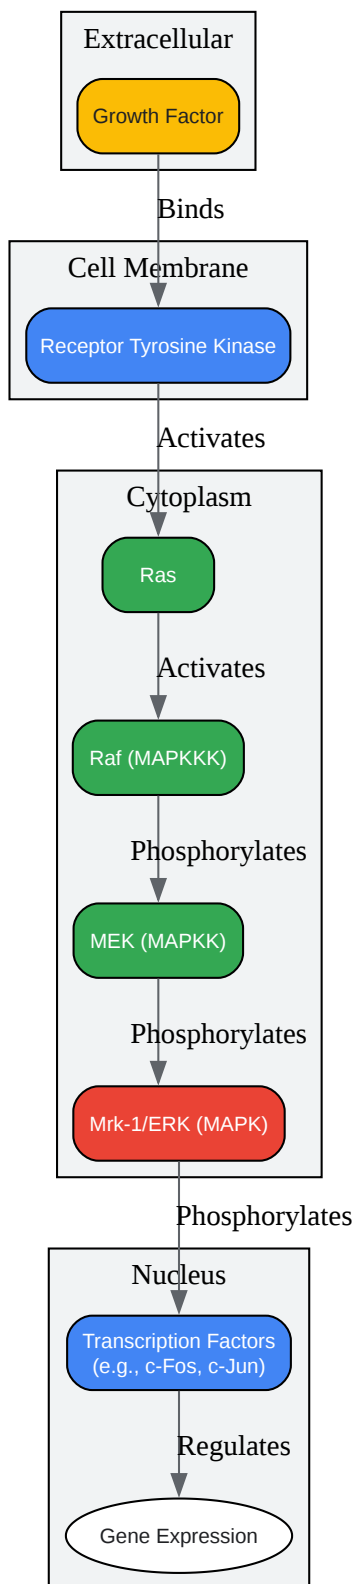 Extracellular
Growth Factor
Binds
Cell Membrane
Receptor Tyrosine Kinase
Activates
Cytoplasm
Ras
Activates
Raf (MAPKKK)
Phosphorylates
MEK (MAPKK)
Phosphorylates
Mrk-1/ERK (MAPK)
Phosphorylates
Nucleus
Transcription Factors
(e.g., c-Fos, c-Jun)
Regulates
Gene Expression